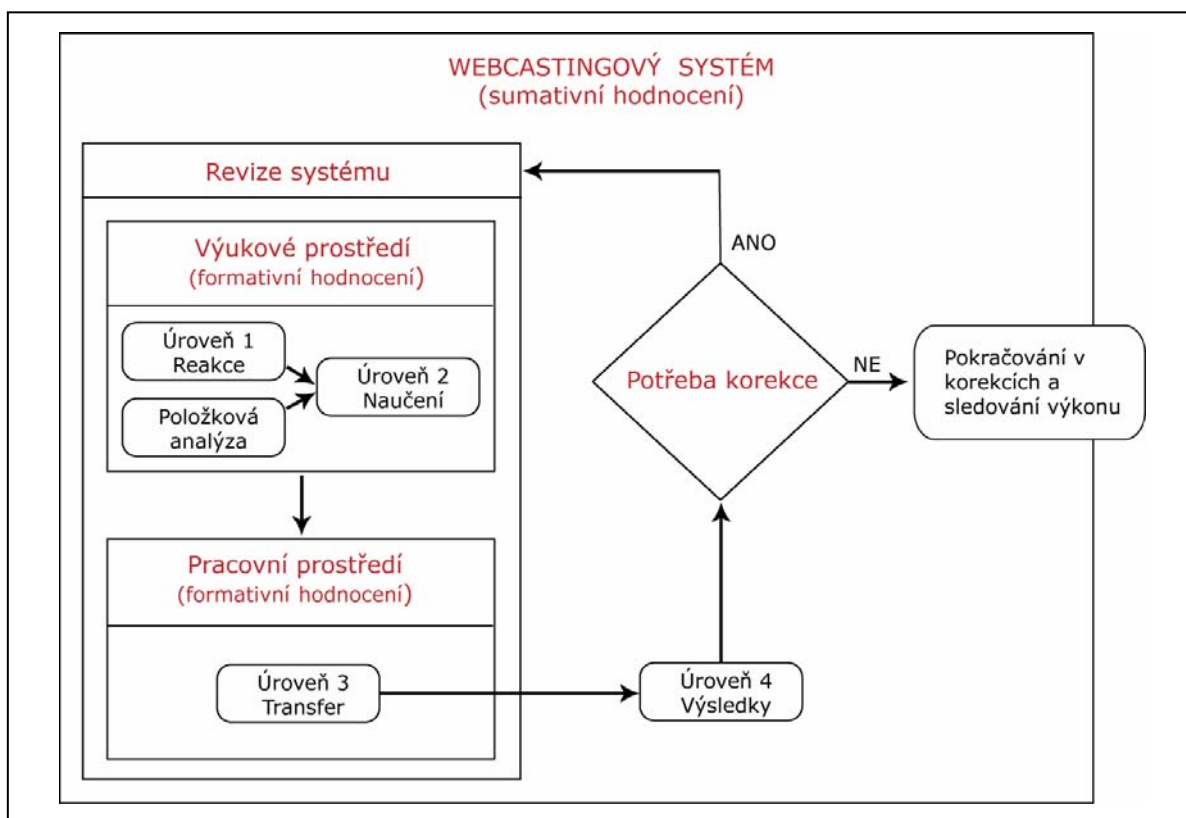 WEBCASTINGOVÝ SYSTÉM
(sumativní hodnocení)
Revize systému
Výukové prostředí
(formativní hodnocení)
Úroveň 1
Reakce
Úroveň 2
Naučení
Položková
analýza
Pracovní prostředí
(formativní hodnocení)
Úroveň 3
Transfer
Úroveň 4
Výsledky
Potřeba korekce
ANO
NE
Pokračování v
korekcích a
sledování výkonu